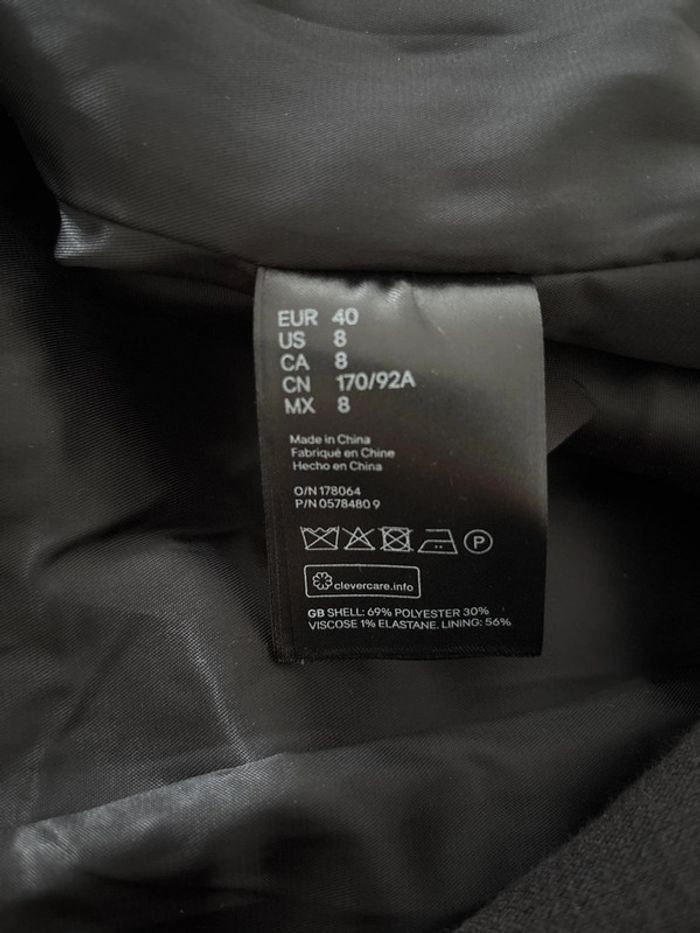 EUR 40
US 8
CA 8
CN 170/92A
MX 8
Made in China
Fabriqué en Chine
Hecho en China
O/N 178064
P/N 0578480 9
P
clevercare.info
GB SHELL: 69% POLYESTER 30%
VISCOSE 1% ELASTANE. LINING: 56%